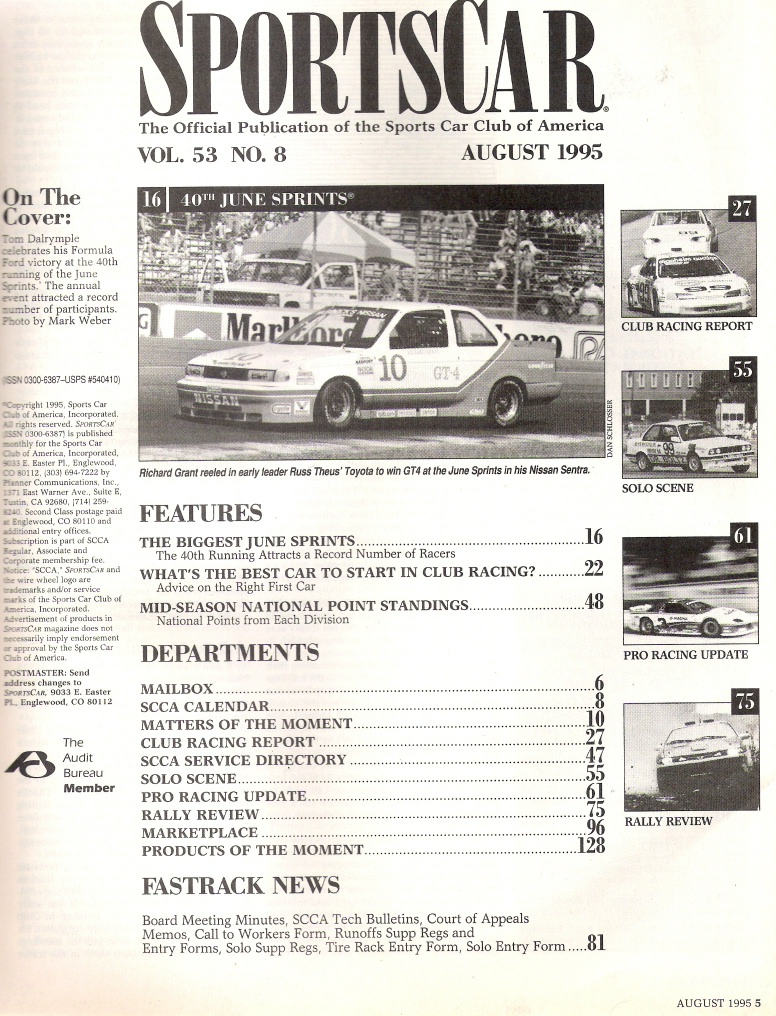 SPORTSCAR®
The Official Publication of the Sports Car Club of America
VOL. 53 NO. 8
AUGUST 1995
On The
Cover:
Tom Dalrymple
celebrates his Formula
Ford victory at the 40th
running of the June
Sprints.® The annual
event attracted a record
number of participants.
Photo by Mark Weber
(ISSN 0300-6387–USPS #540410)
®Copyright 1995, Sports Car
Club of America, Incorporated.
All rights reserved. SPORTSCAR
(ISSN 0300-6387) is published
monthly for the Sports Car
Club of America, Incorporated,
9033 E. Easter Pl., Englewood,
CO 80112, (303) 694-7222 by
Pfanner Communications, Inc.,
1371 East Warner Ave., Suite E,
Tustin, CA 92680, (714) 259-
8240. Second Class postage paid
at Englewood, CO 80110 and
additional entry offices.
Subscription is part of SCCA
Regular, Associate and
Corporate membership fee.
Notice: "SCCA," SPORTSCAR and
the wire wheel logo are
trademarks and/or service
marks of the Sports Car Club of
America, Incorporated.
Advertisement of products in
SPORTSCAR magazine does not
necessarily imply endorsement
or approval by the Sports Car
Club of America.
POSTMASTER: Send
address changes to
SPORTSCAR, 9033 E. Easter
Pl., Englewood, CO 80112
The
Audit
Bureau
Member
16 40TH JUNE SPRINTS®
Marlboro
10
GT-4
NISSAN
DAN SCHLOSSER
Richard Grant reeled in early leader Russ Theus' Toyota to win GT4 at the June Sprints in his Nissan Sentra.
FEATURES
THE BIGGEST JUNE SPRINTS 16
The 40th Running Attracts a Record Number of Racers
WHAT'S THE BEST CAR TO START IN CLUB RACING? 22
Advice on the Right First Car
MID-SEASON NATIONAL POINT STANDINGS 48
National Points from Each Division
DEPARTMENTS
MAILBOX 6
SCCA CALENDAR 8
MATTERS OF THE MOMENT 10
CLUB RACING REPORT 27
SCCA SERVICE DIRECTORY 47
SOLO SCENE 55
PRO RACING UPDATE 61
RALLY REVIEW 75
MARKETPLACE 96
PRODUCTS OF THE MOMENT 128
FASTRACK NEWS
Board Meeting Minutes, SCCA Tech Bulletins, Court of Appeals
Memos, Call to Workers Form, Runoffs Supp Regs and
Entry Forms, Solo Supp Regs, Tire Rack Entry Form, Solo Entry Form 81
27
CLUB RACING REPORT
55
99
SOLO SCENE
61
3
PRO RACING UPDATE
75
RALLY REVIEW
AUGUST 1995 5